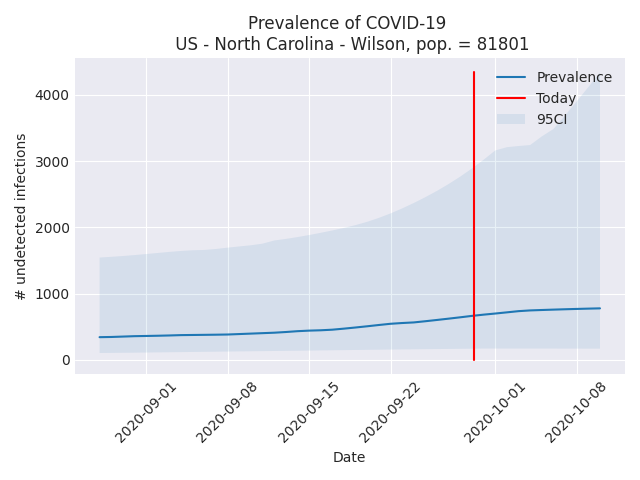 Prevalence of COVID-19
US - North Carolina - Wilson, pop. = 81801
Prevalence
Today
95CI
# undetected infections
4000
3000
2000
1000
0
2020-09-01
2020-09-08
2020-09-15
2020-09-22
2020-10-01
2020-10-08
Date